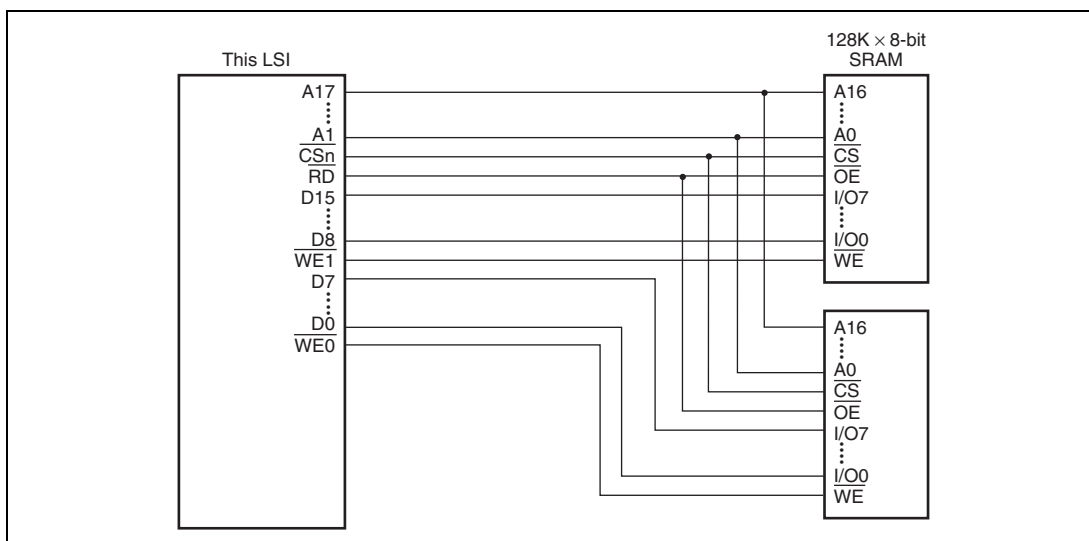 This LSI
A17
A1
CSn
RD
D15
D8
WE1
D7
D0
WE0
128K × 8-bit
SRAM
A16
A0
CS
OE
I/O7
I/O0
WE
A16
A0
CS
OE
I/O7
I/O0
WE